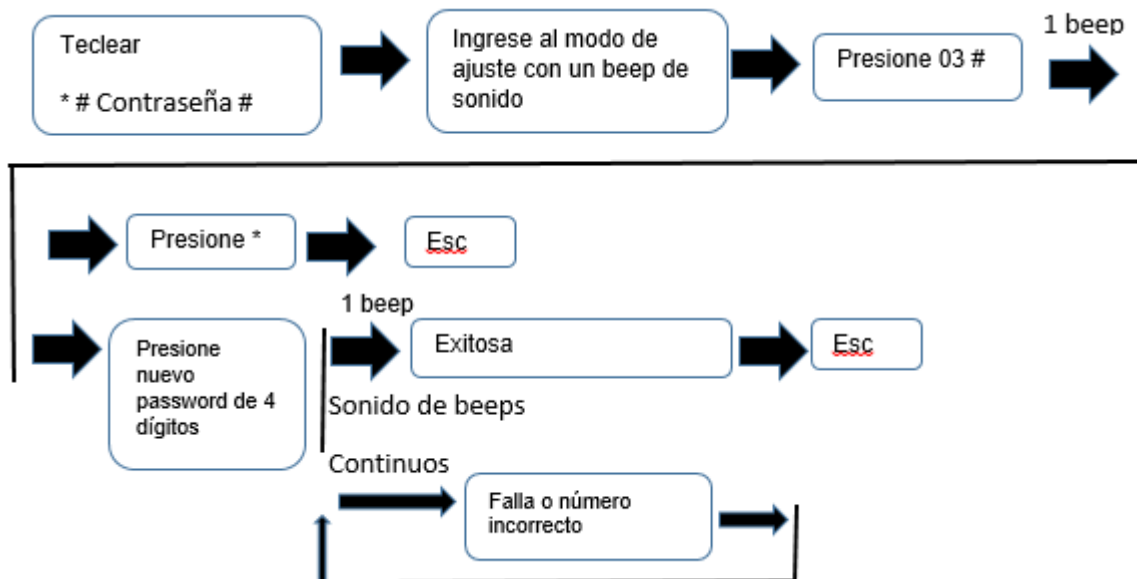 Teclear
* # Contraseña #
Ingrese al modo de
ajuste con un beep de
sonido
Presione 03 #
1 beep
Presione *
Esc
Presione
nuevo
password de 4
dígitos
1 beep
Exitosa
Esc
Sonido de beeps
Continuos
Falla o número
incorrecto